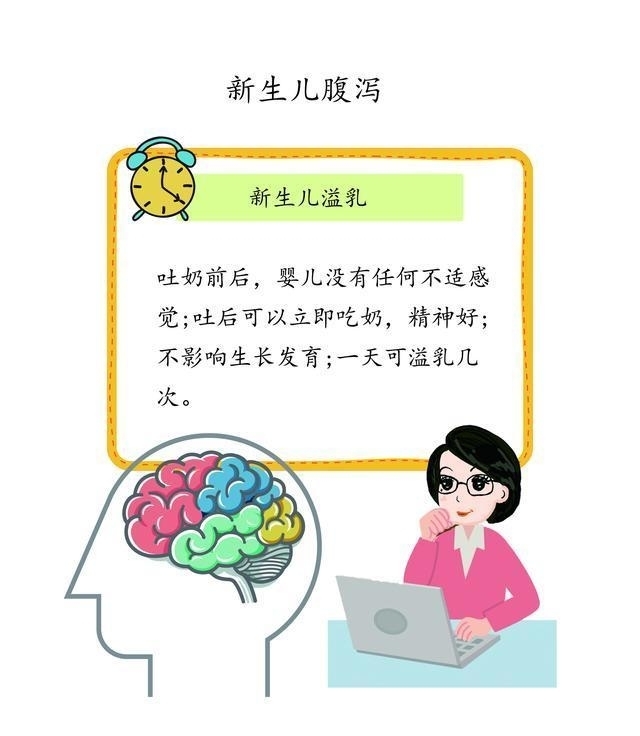 新生儿腹泻
新生儿溢乳
吐奶前后，婴儿没有任何不适感
觉;吐后可以立即吃奶，精神好;
不影响生长发育;一天可溢乳几
次。